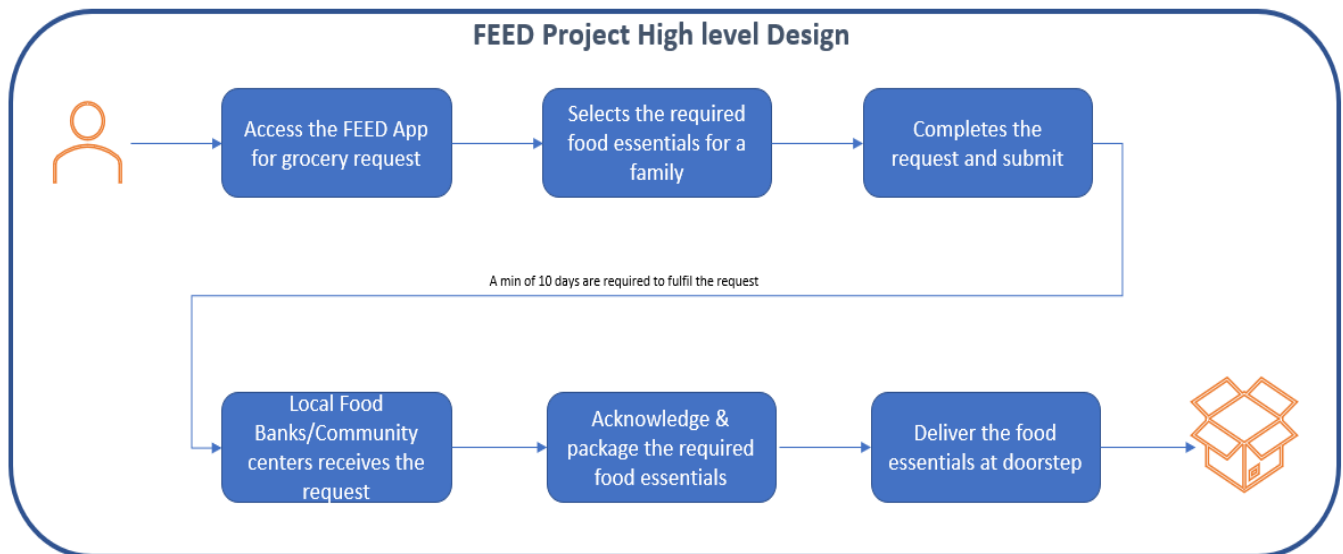 FEED Project High level Design
Access the FEED App
for grocery request
Selects the required
food essentials for a
family
Completes the
request and submit
A min of 10 days are required to fulfil the request
Local Food
Banks/Community
centers receives the
request
Acknowledge &
package the required
food essentials
Deliver the food
essentials at doorstep